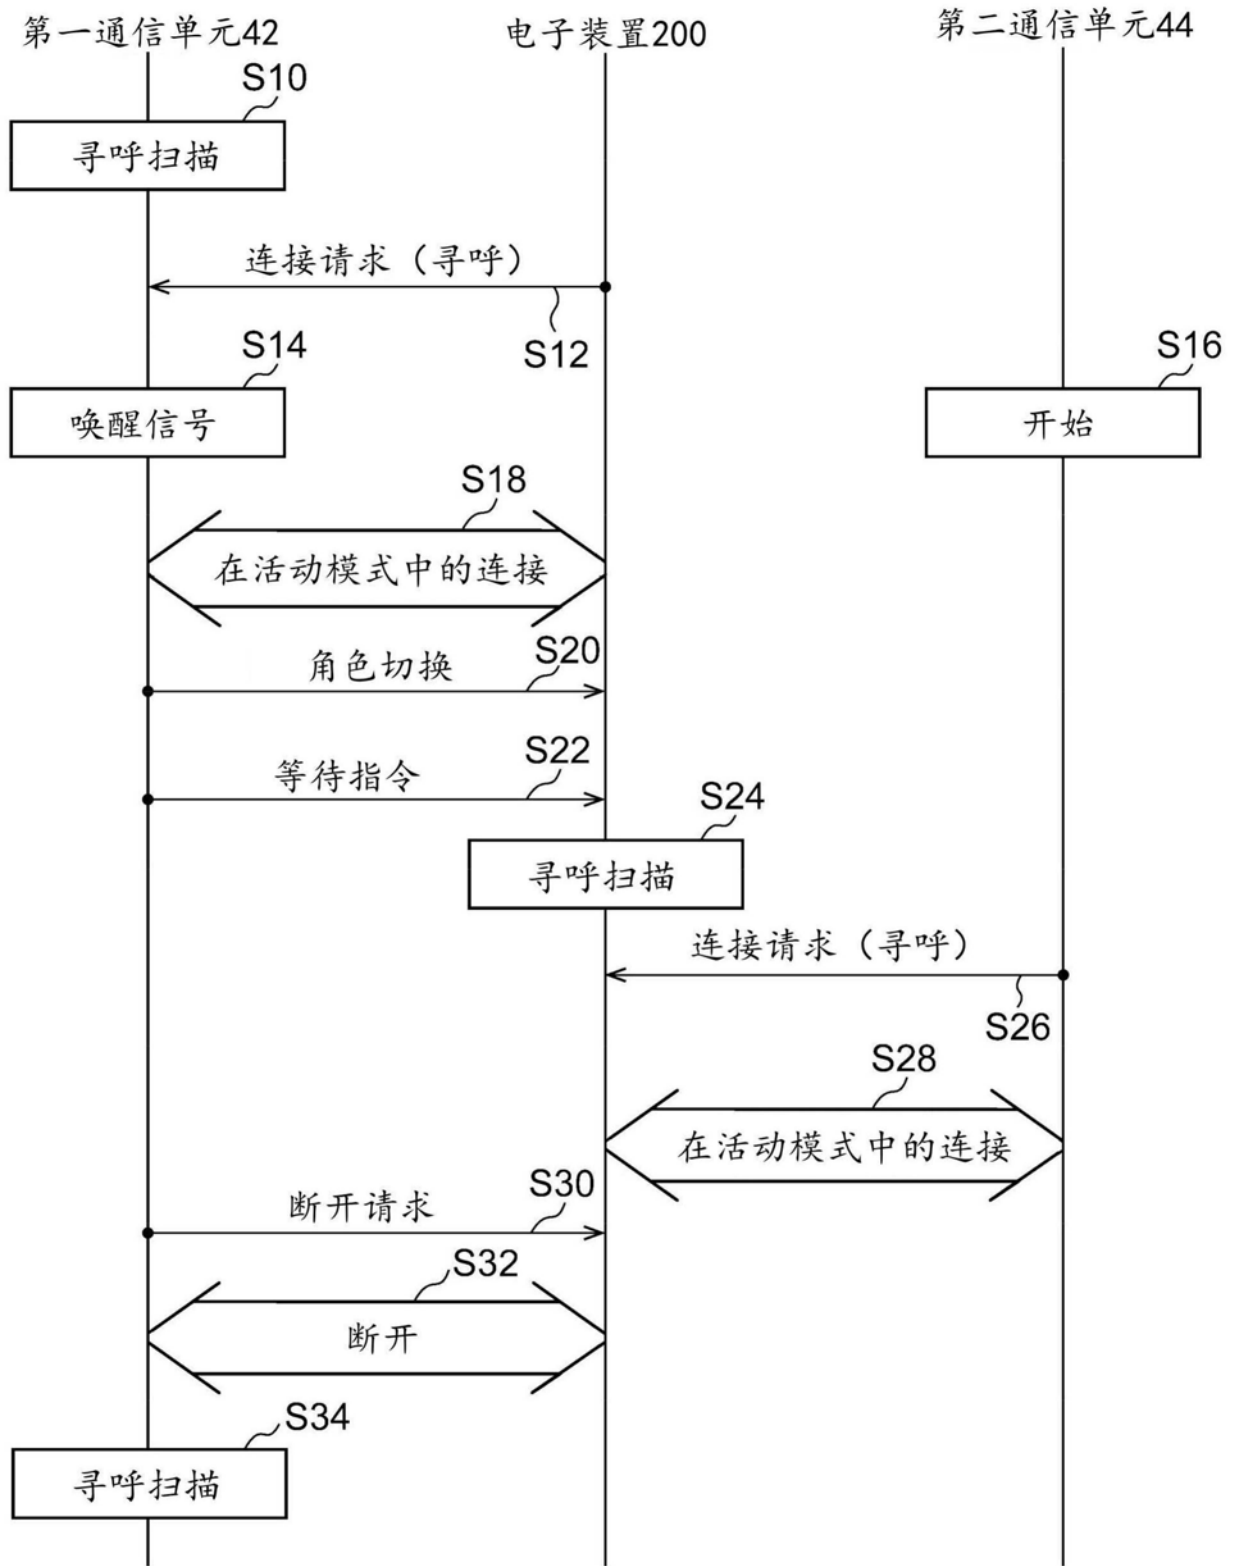 第一通信单元42
电子装置200
第二通信单元44
S10
寻呼扫描
连接请求（寻呼）
S12
S14
唤醒信号
S16
开始
S18
在活动模式中的连接
角色切换
S20
等待指令
S22
S24
寻呼扫描
连接请求（寻呼）
S26
S28
在活动模式中的连接
断开请求
S30
S32
断开
S34
寻呼扫描